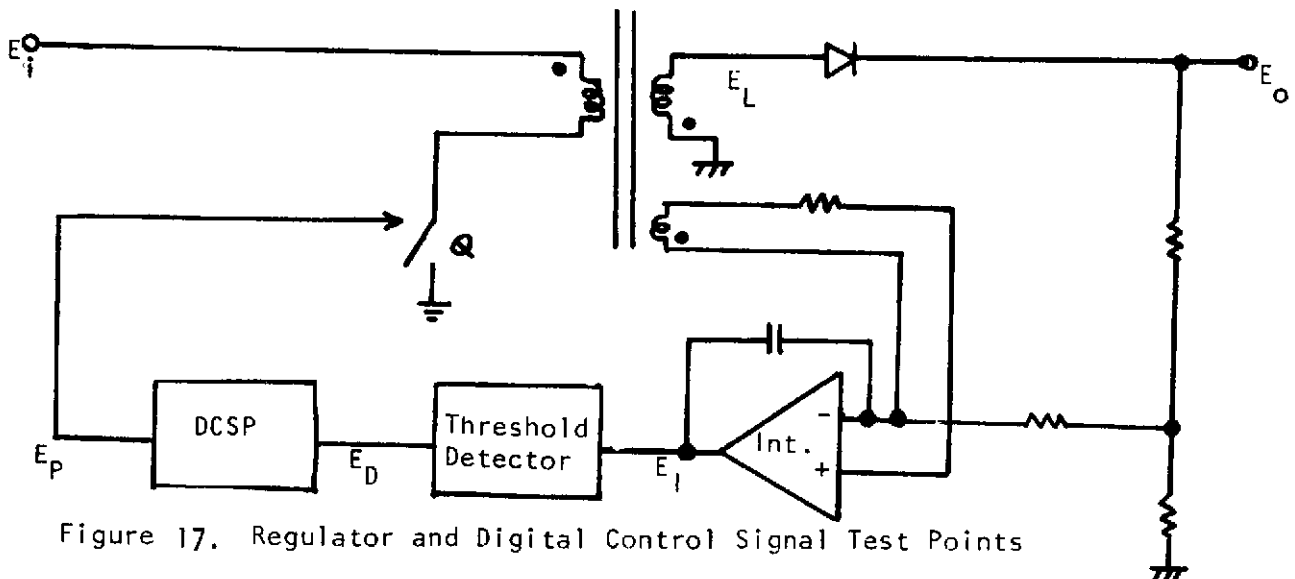 E_i
E_L
E_o
Q
DCSP
Threshold
Detector
Int.
-
+
E_P
E_D
E_I
Figure 17. Regulator and Digital Control Signal Test Points